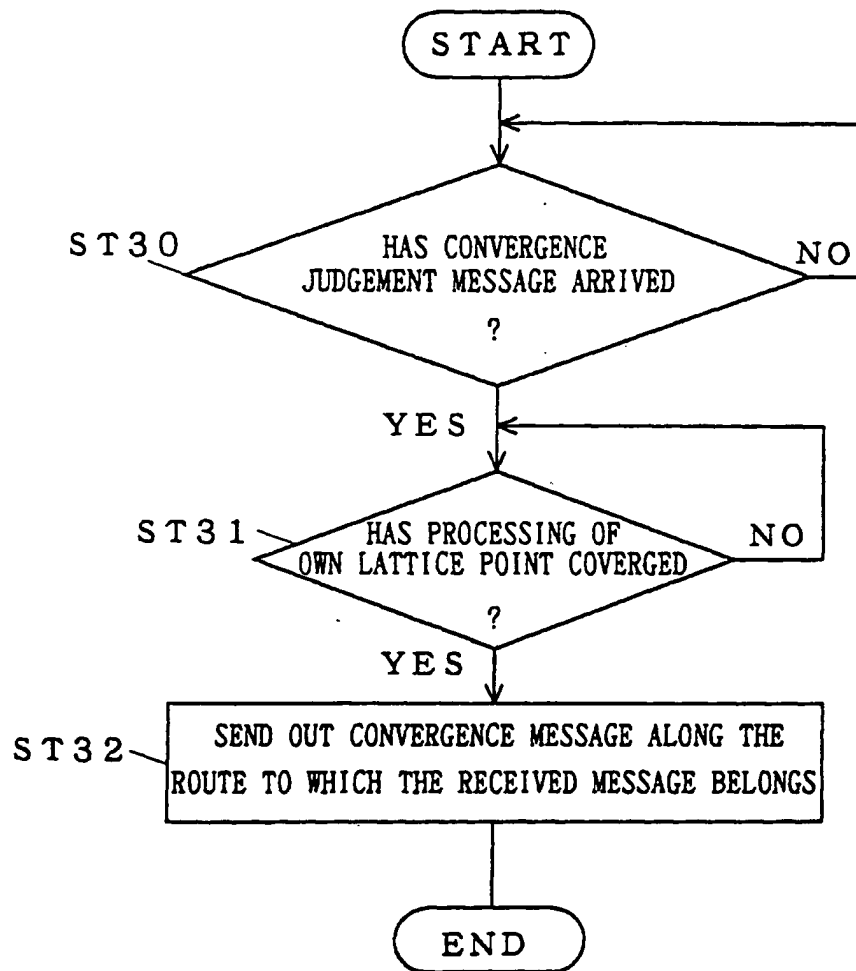 START
ST30
HAS CONVERGENCE
JUDGEMENT MESSAGE ARRIVED
?
NO
YES
ST31
HAS PROCESSING OF
OWN LATTICE POINT COVERGED
?
NO
YES
ST32
SEND OUT CONVERGENCE MESSAGE ALONG THE
ROUTE TO WHICH THE RECEIVED MESSAGE BELONGS
END